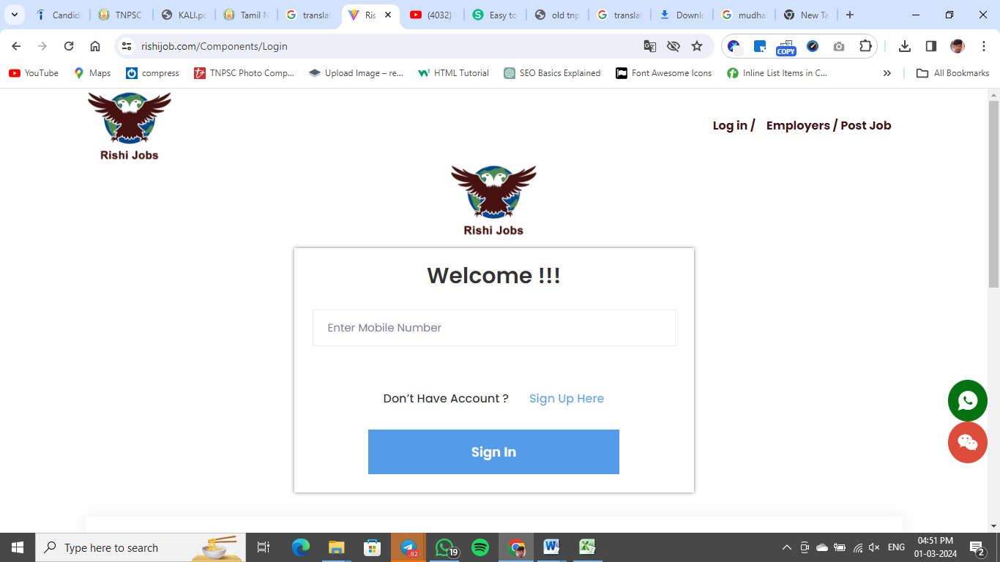 Candid
TNPSC
KALI.pc
Tamil N
translat
Ris
(4032)
Easy to
old tnp
translat
Downlo
mudha
New Ta
rishijob.com/Components/Login
COPY
YouTube
Maps
compress
TNPSC Photo Comp...
Upload Image – re...
HTML Tutorial
SEO Basics Explained
Font Awesome Icons
Inline List Items in C...
All Bookmarks
Rishi Jobs
Log in / Employers / Post Job
Rishi Jobs
Welcome !!!
Enter Mobile Number
Don’t Have Account ? Sign Up Here
Sign In
Type here to search
.92
19
ENG
04:51 PM
01-03-2024
2